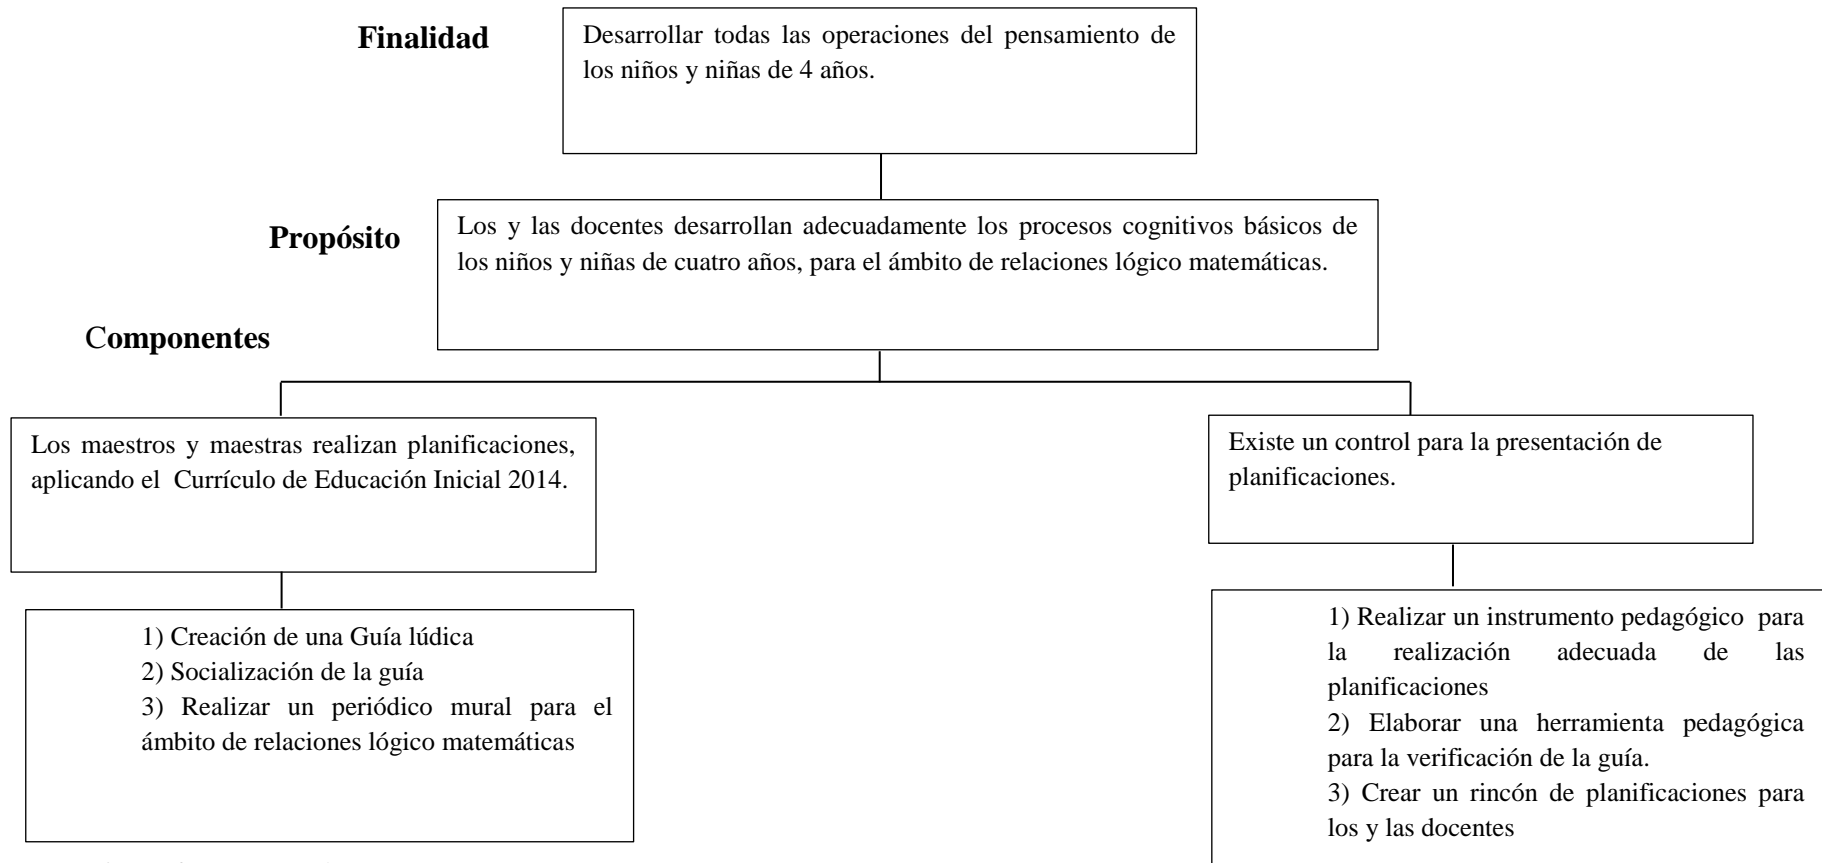 Finalidad
Desarrollar todas las operaciones del pensamiento de
los niños y niñas de 4 años.
Propósito
Los y las docentes desarrollan adecuadamente los procesos cognitivos básicos de
los niños y niñas de cuatro años, para el ámbito de relaciones lógico matemáticas.
Componentes
Los maestros y maestras realizan planificaciones,
aplicando el Currículo de Educación Inicial 2014.
Existe un control para la presentación de
planificaciones.
1) Creación de una Guía lúdica
2) Socialización de la guía
3) Realizar un periódico mural para el
ámbito de relaciones lógico matemáticas
1) Realizar un instrumento pedagógico para
la realización adecuada de las
planificaciones
2) Elaborar una herramienta pedagógica
para la verificación de la guía.
3) Crear un rincón de planificaciones para
los y las docentes